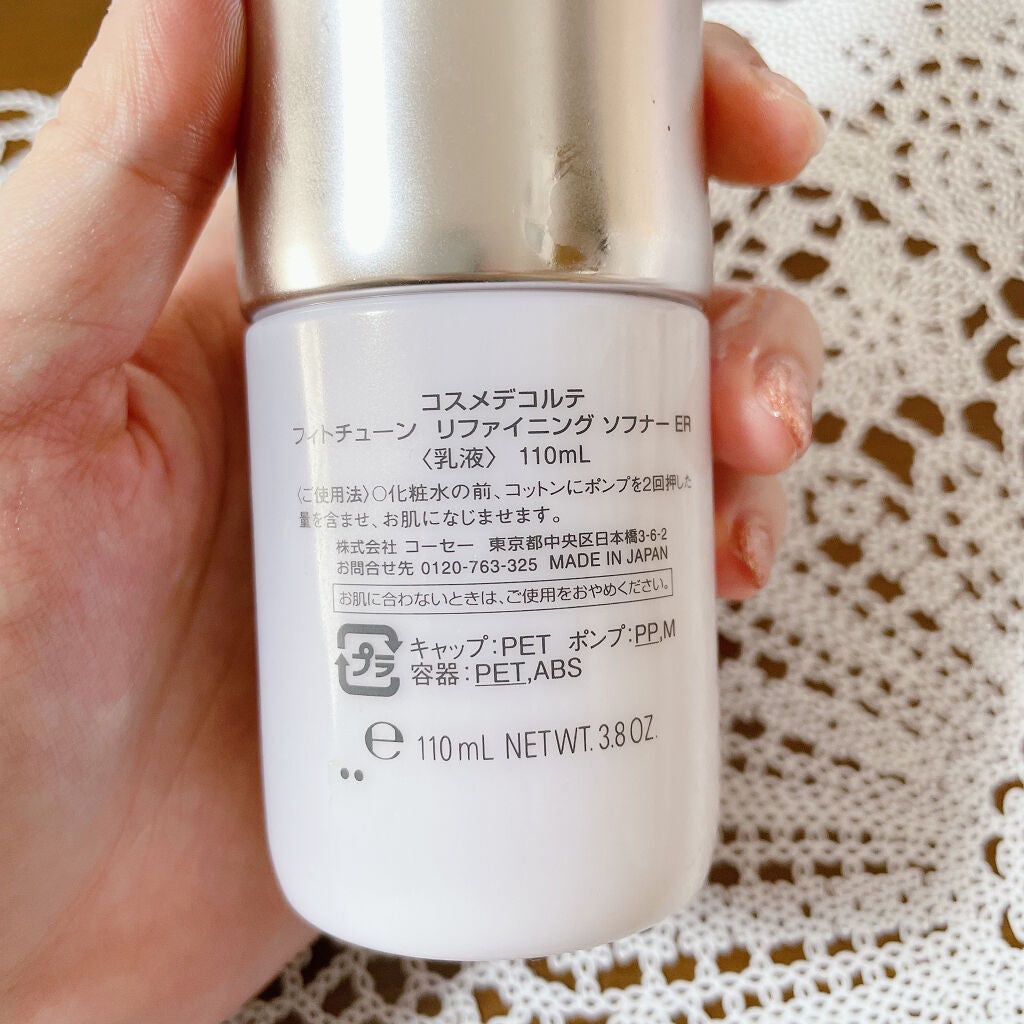 コスメデコルテ
フィトチューン リファイニング ソフナー ER
〈乳液〉 110mL
〈ご使用法〉○化粧水の前、コットンにポンプを2回押した
量を含ませ、お肌になじませます。
株式会社 コーセー 東京都中央区日本橋3-6-2
お問合せ先 0120-763-325 MADE IN JAPAN
お肌に合わないときは、ご使用をおやめください。
プラ キャップ:PET ポンプ:PP,M
容器:PET,ABS
℮ 110mL NET WT. 3.8 OZ.